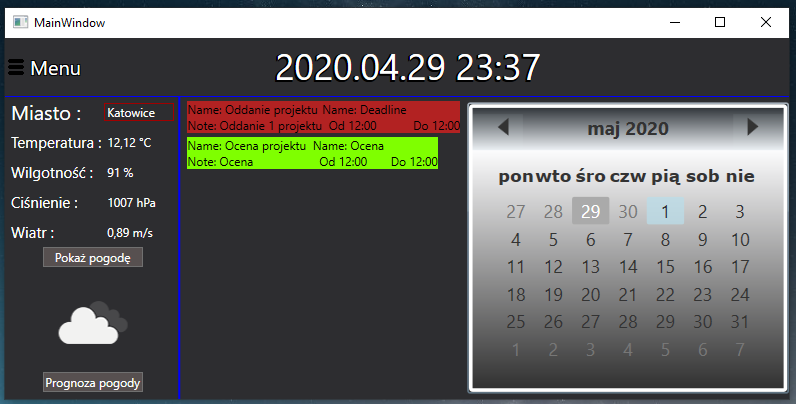 MainWindow
Menu
2020.04.29 23:37
Miasto : Katowice
Temperatura : 12,12 °C
Wilgotność : 91 %
Ciśnienie : 1007 hPa
Wiatr : 0,89 m/s
Pokaż pogodę
Prognoza pogody
Name: Oddanie projektu Name: Deadline
Note: Oddanie 1 projektu Od 12:00 Do 12:00
Name: Ocena projektu Name: Ocena
Note: Ocena Od 12:00 Do 12:00
maj 2020
pon wto śro czw pią sob nie
27 28 29 30 1 2 3
4 5 6 7 8 9 10
11 12 13 14 15 16 17
18 19 20 21 22 23 24
25 26 27 28 29 30 31
1 2 3 4 5 6 7